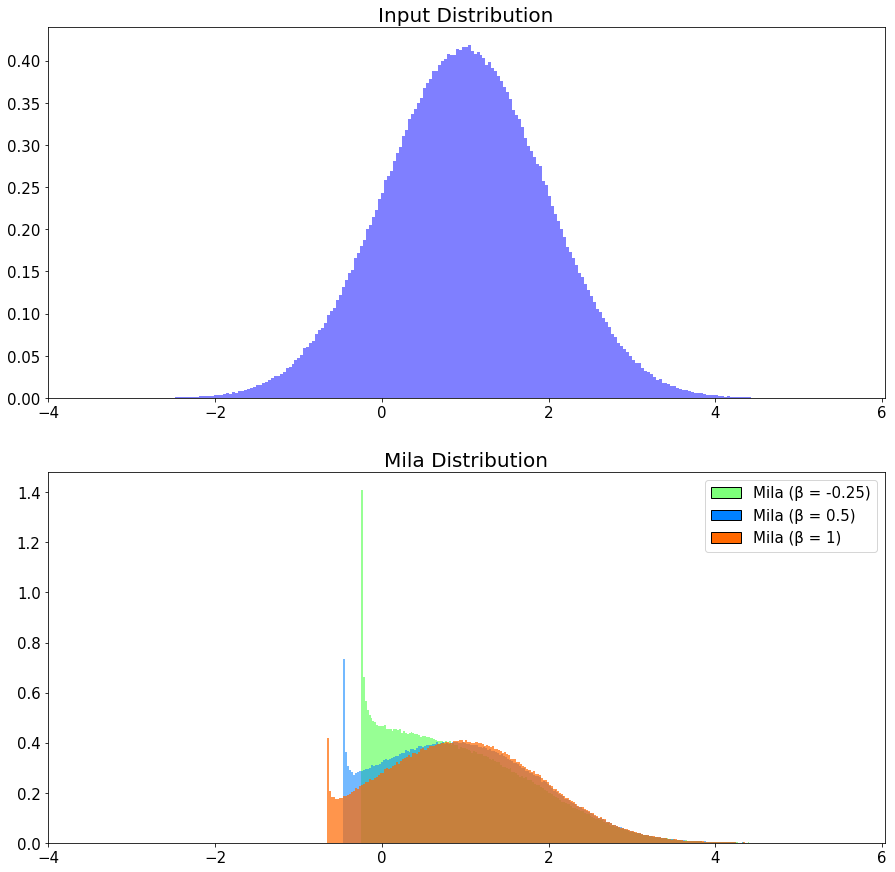 Input Distribution
0.40
0.35
0.30
0.25
0.20
0.15
0.10
0.05
0.00
−4 −2 0 2 4 6
Mila Distribution
1.4
1.2
1.0
0.8
0.6
0.4
0.2
0.0
Mila (β = -0.25)
Mila (β = 0.5)
Mila (β = 1)
−4 −2 0 2 4 6